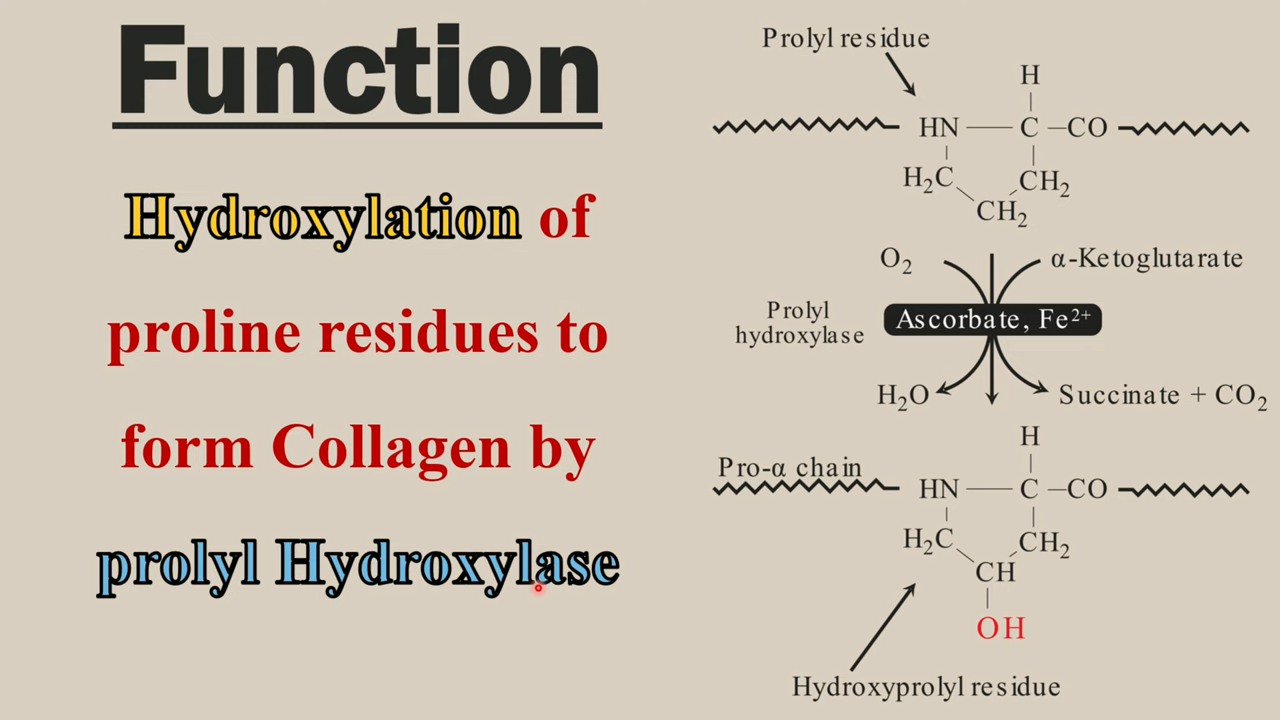 Function
Hydroxylation of
proline residues to
form Collagen by
prolyl Hydroxylase
Prolyl residue
H
HN C CO
H₂C CH₂
CH₂
O₂ α-Ketoglutarate
Prolyl
hydroxylase
Ascorbate, Fe²⁺
H₂O Succinate + CO₂
H
Pro-α chain
HN C CO
H₂C CH₂
CH
OH
Hydroxyprolyl residue